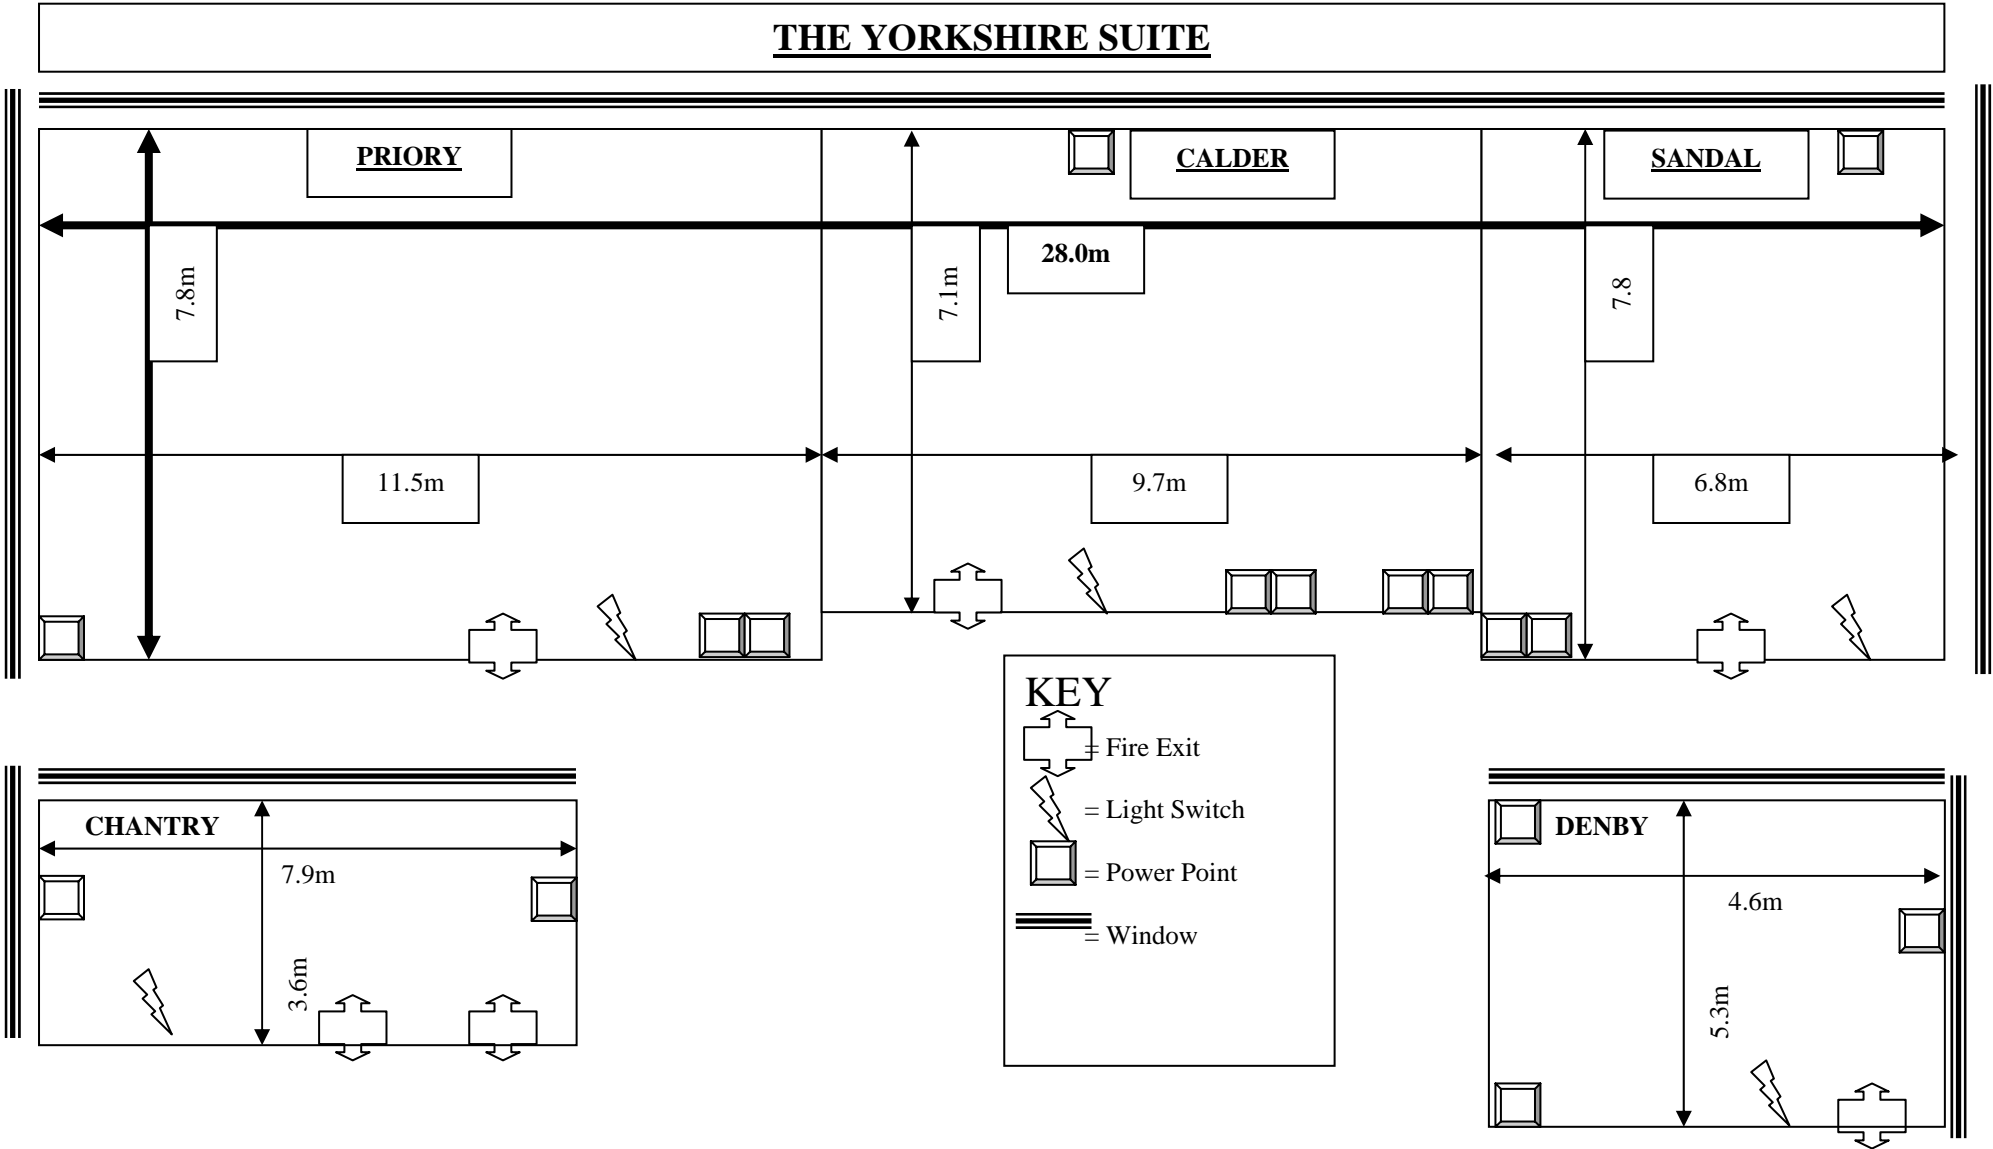 THE YORKSHIRE SUITE
PRIORY
CALDER
SANDAL
28.0m
7.8m
7.1m
7.8
11.5m
9.7m
6.8m
KEY
= Fire Exit
= Light Switch
= Power Point
= Window
CHANTRY
7.9m
3.6m
DENBY
4.6m
5.3m